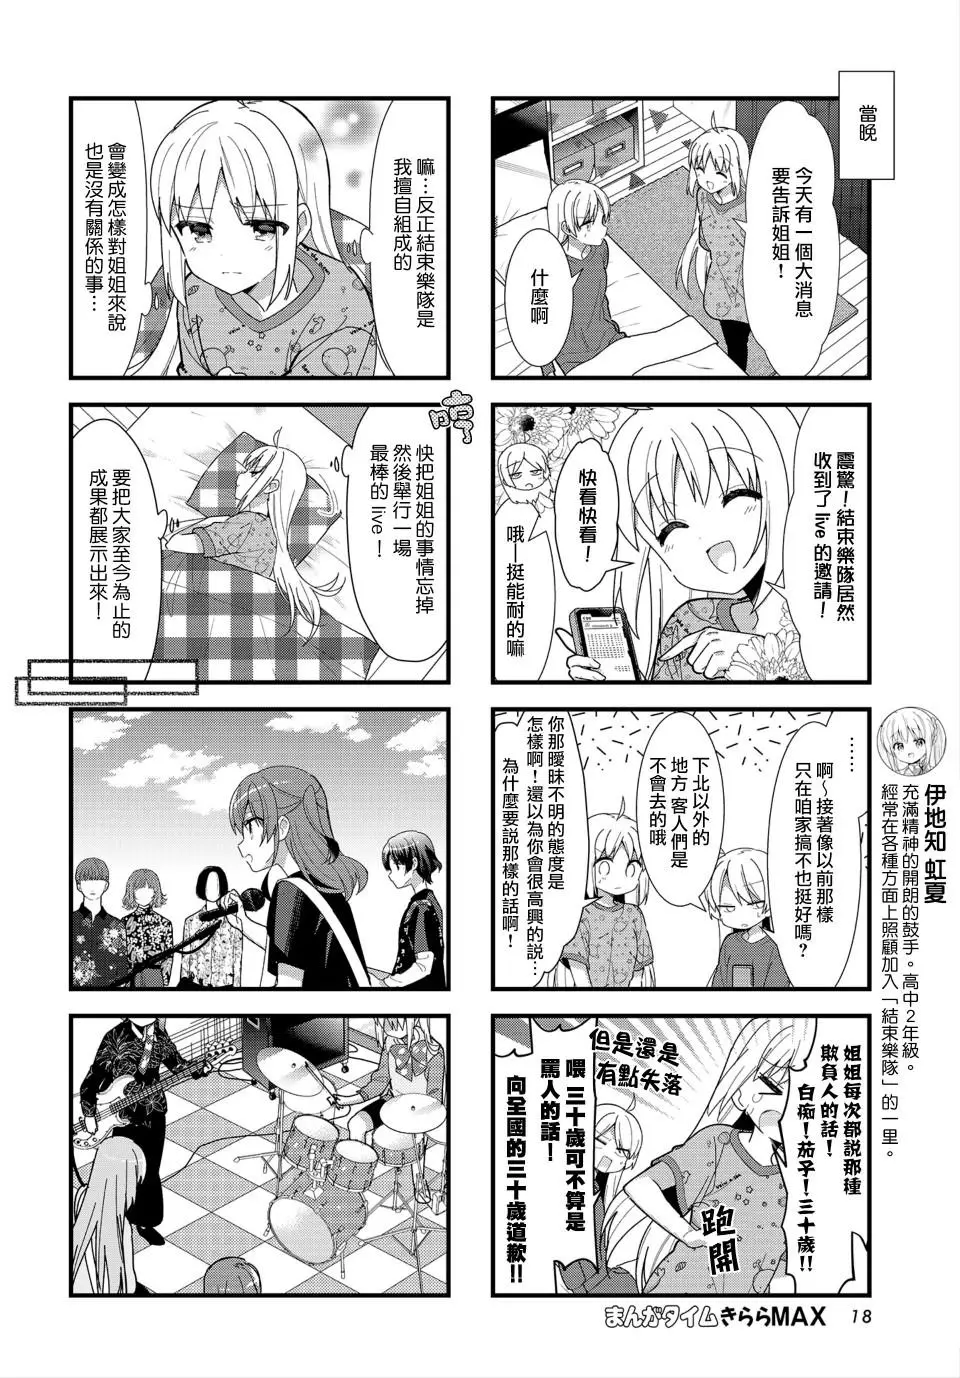 當晚
今天有一個大消息
要告訴姐姐！
什麼啊
震驚！結束樂隊居然
收到了 live 的邀請！
快看快看！
哦—挺能耐的嘛
……
啊～接著像以前那樣
只在咱家搞不也挺好嗎？
下北以外的
地方 客人們是
不會去的哦
你那曖昧不明的態度是
怎樣啊！還以為你會很高興的說…
為什麼要說那樣的話啊！
姐姐每次都說那種
欺負人的話！
白痴！茄子！三十歲!!
跑開
但是還是
有點失落
喂 三十歲可不算是
罵人的話！
向全國的三十歲道歉!!
嘛…反正結束樂隊是
我擅自組成的
會變成怎樣對姐姐來說
也是沒有關係的事…
哼
快把姐姐的事情忘掉
然後舉行一場
最棒的 live！
要把大家至今為止的
成果都展示出來！
伊地知 虹夏
充滿精神的開朗的鼓手。高中2年級。
經常在各種方面上照顧加入「結束樂隊」的一里。
まんがタイムきららMAX 18